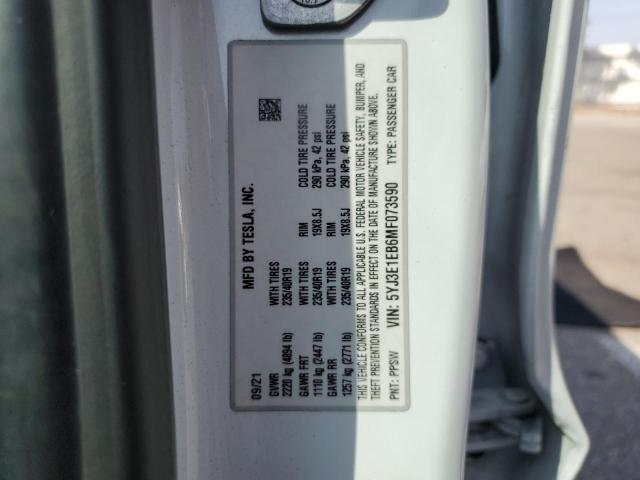 MFD BY TESLA, INC.
09/21
GVWR WITH TIRES RIM COLD TIRE PRESSURE
2220 kg (4894 lb) 235/40R19 19X8.5J 290 kPa, 42 psi
GAWR FRT WITH TIRES RIM COLD TIRE PRESSURE
1110 kg (2447 lb) 235/40R19 19X8.5J 290 kPa, 42 psi
GAWR RR WITH TIRES
1257 kg (2771 lb) 235/40R19
THIS VEHICLE CONFORMS TO ALL APPLICABLE U.S. FEDERAL MOTOR VEHICLE SAFETY, BUMPER, AND
THEFT PREVENTION STANDARDS IN EFFECT ON THE DATE OF MANUFACTURE SHOWN ABOVE.
PNT: PPSW VIN: 5YJ3E1EB6MF073590 TYPE: PASSENGER CAR